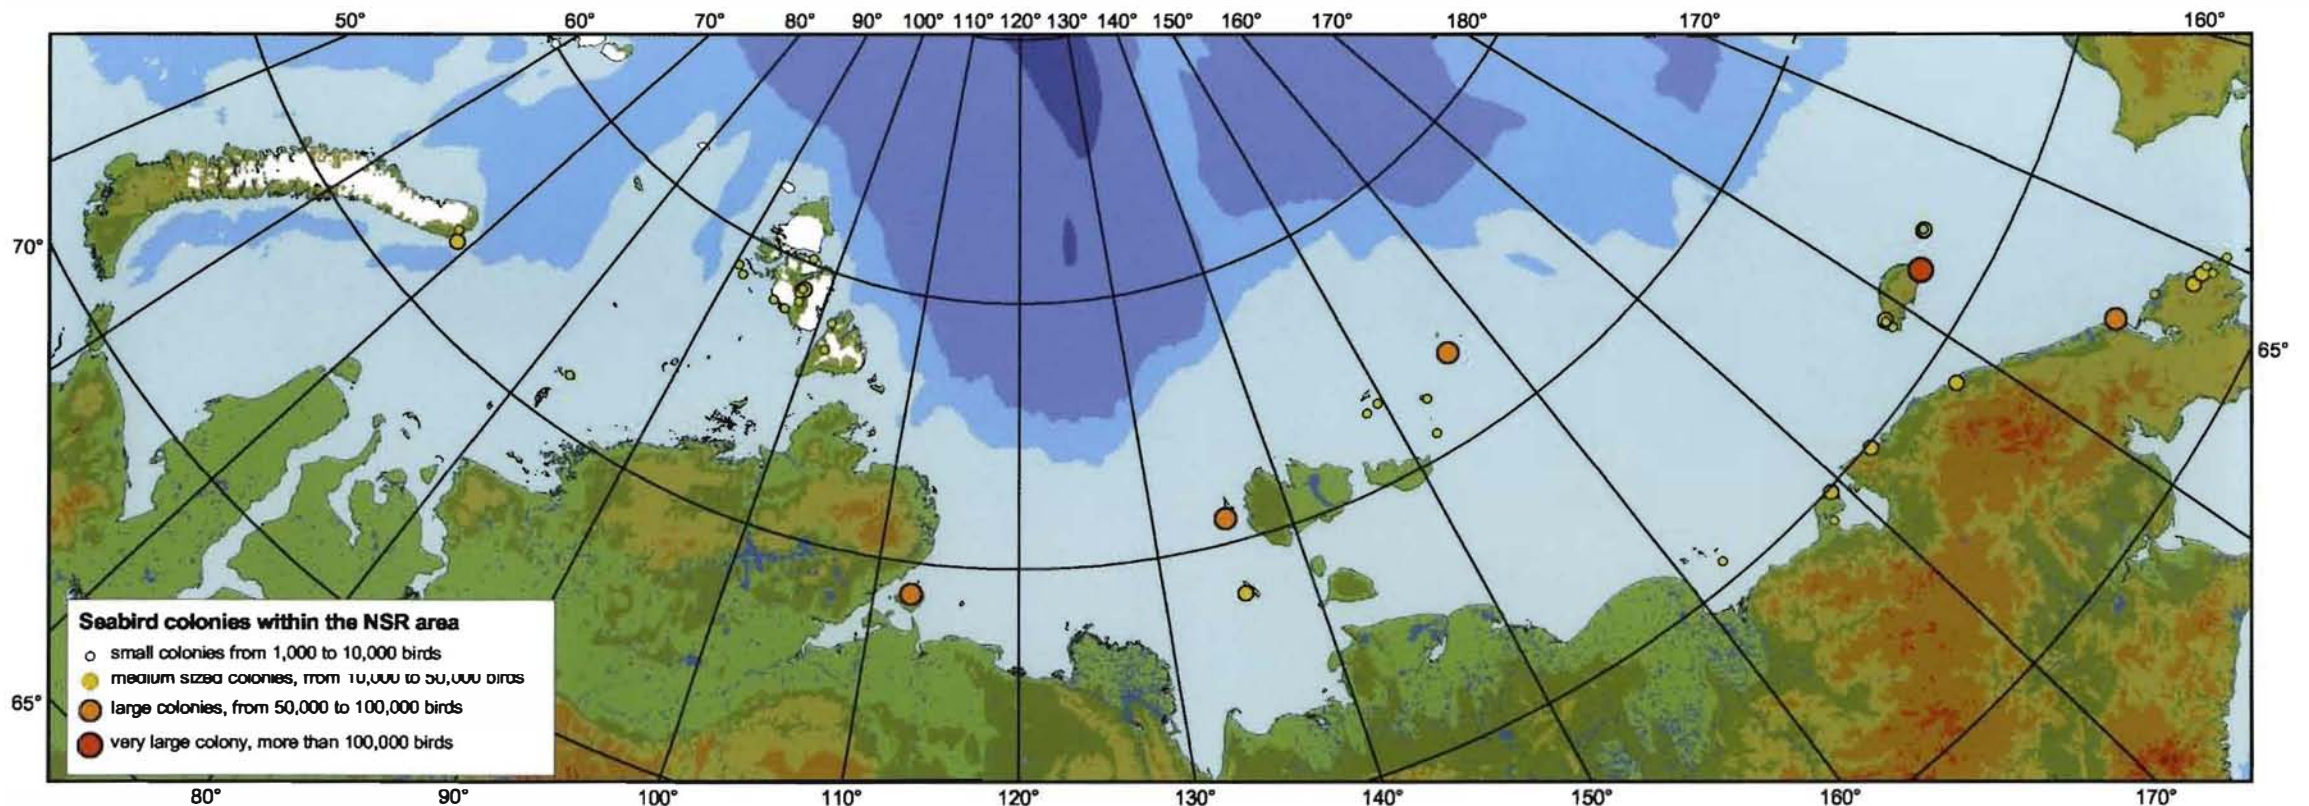 50° 60° 70° 80° 90° 100° 110° 120° 130° 140° 150° 160° 170° 180° 170° 160°
70°
65°
Seabird colonies within the NSR area
small colonies from 1,000 to 10,000 birds
medium sized colonies, from 10,000 to 50,000 birds
large colonies, from 50,000 to 100,000 birds
very large colony, more than 100,000 birds
65°
80° 90° 100° 110° 120° 130° 140° 150° 160° 170°